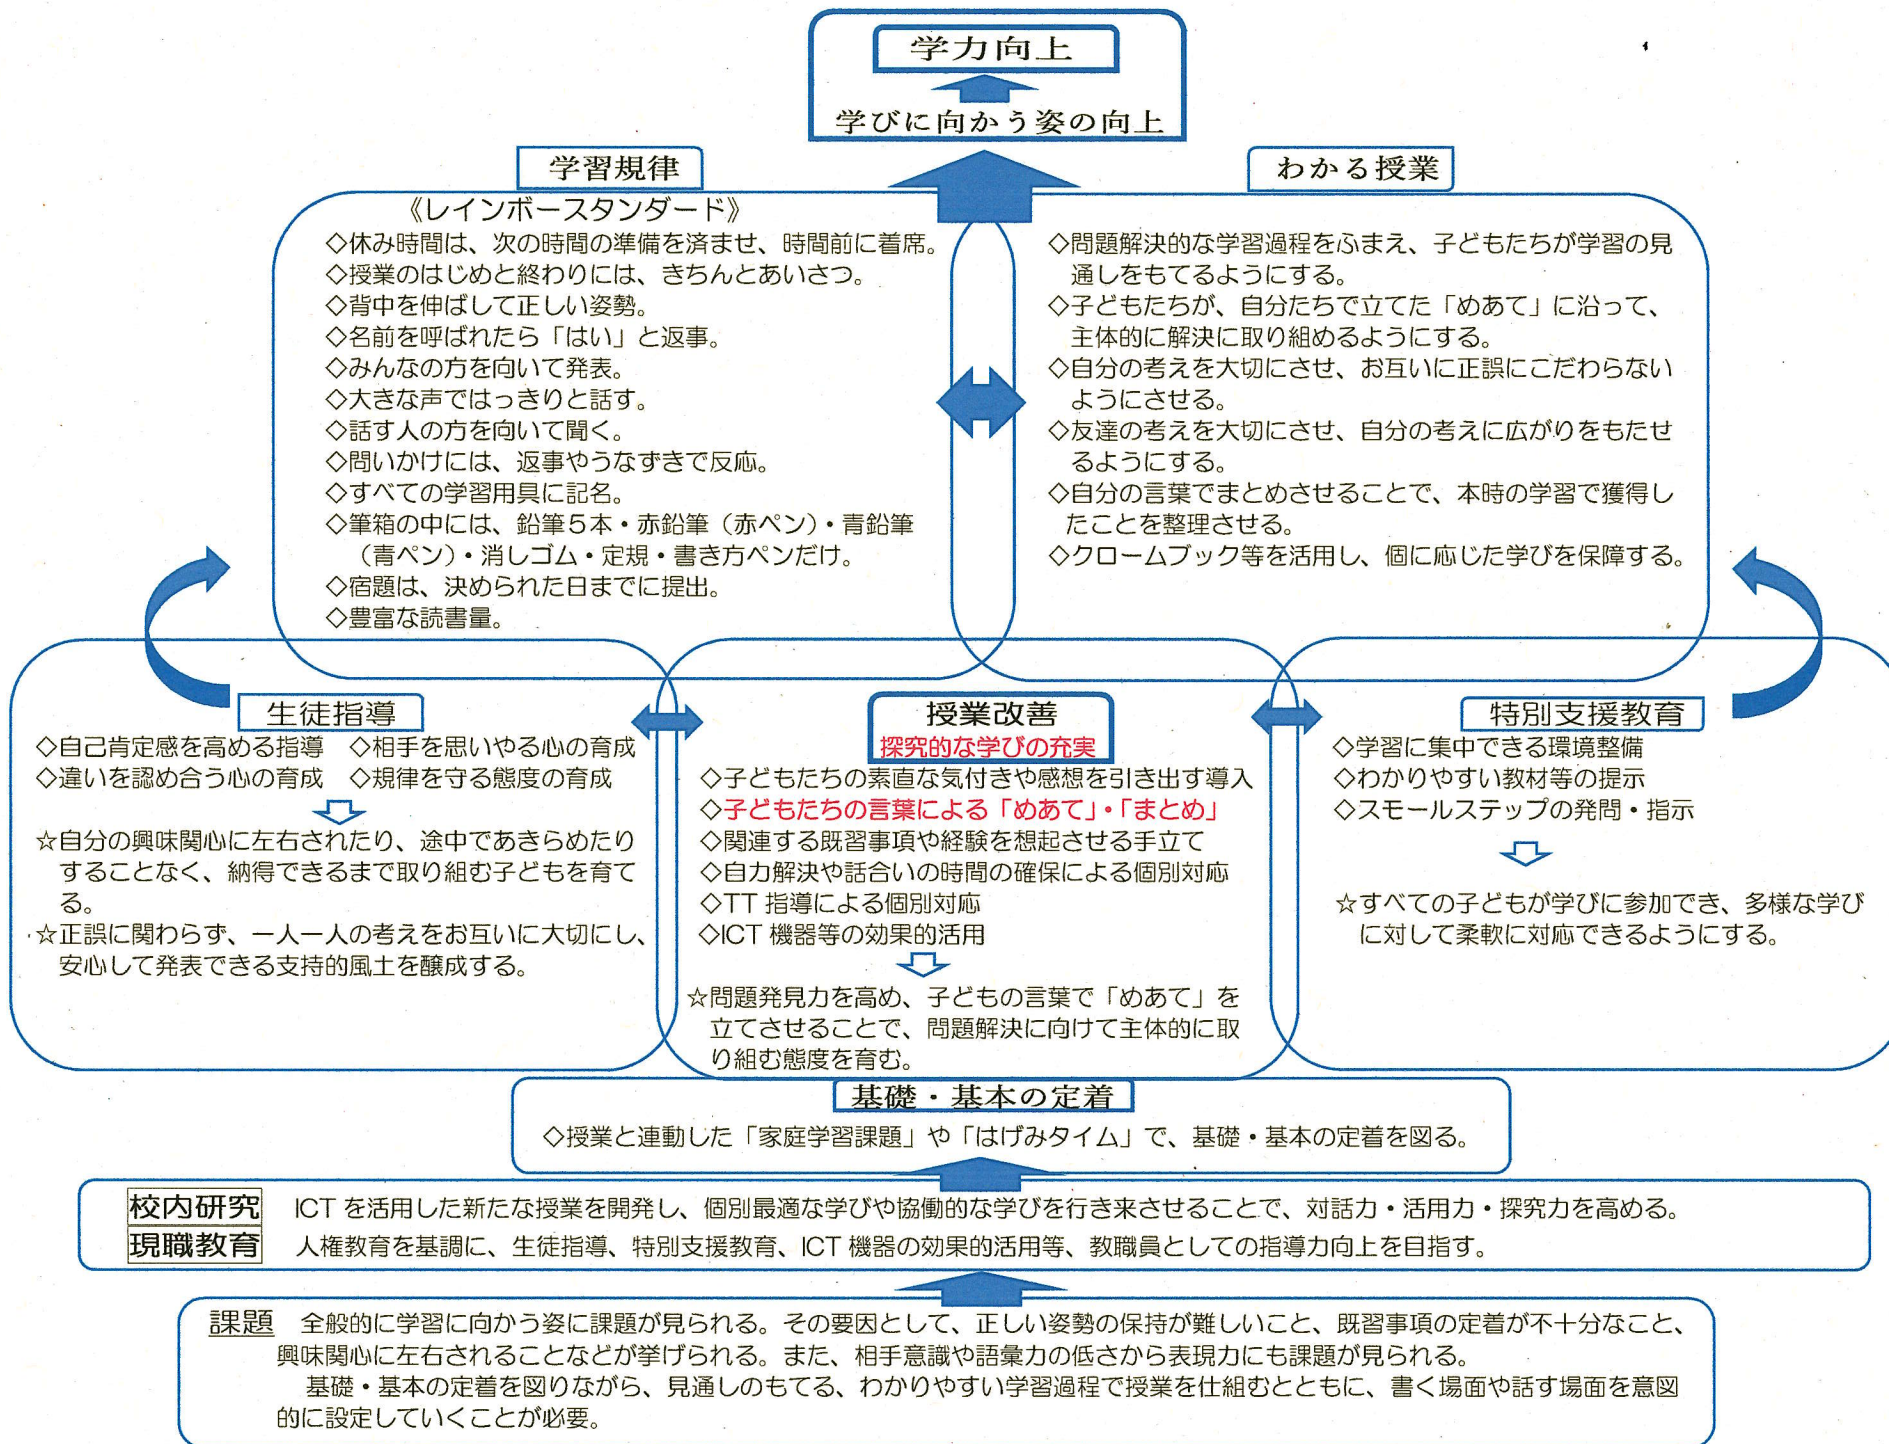 学力向上
学びに向かう姿の向上
学習規律
《レインボースタンダード》
◇休み時間は、次の時間の準備を済ませ、時間前に着席。
◇授業のはじめと終わりには、きちんとあいさつ。
◇背中を伸ばして正しい姿勢。
◇名前を呼ばれたら「はい」と返事。
◇みんなの方を向いて発表。
◇大きな声ではっきりと話す。
◇話す人の方を向いて聞く。
◇問いかけには、返事やうなずきで反応。
◇すべての学習用具に記名。
◇筆箱の中には、鉛筆5本・赤鉛筆（赤ペン）・青鉛筆
（青ペン）・消しゴム・定規・書き方ペンだけ。
◇宿題は、決められた日までに提出。
◇豊富な読書量。
わかる授業
◇問題解決的な学習過程をふまえ、子どもたちが学習の見
通しをもてるようにする。
◇子どもたちが、自分たちで立てた「めあて」に沿って、
主体的に解決に取り組めるようにする。
◇自分の考えを大切にさせ、お互いに正誤にこだわらない
ようにさせる。
◇友達の考えを大切にさせ、自分の考えに広がりをもたせ
るようにする。
◇自分の言葉でまとめさせることで、本時の学習で獲得し
たことを整理させる。
◇クロームブック等を活用し、個に応じた学びを保障する。
生徒指導
◇自己肯定感を高める指導　◇相手を思いやる心の育成
◇違いを認め合う心の育成　◇規律を守る態度の育成
☆自分の興味関心に左右されたり、途中であきらめたり
することなく、納得できるまで取り組む子どもを育て
る。
☆正誤に関わらず、一人一人の考えをお互いに大切にし、
安心して発表できる支持的風土を醸成する。
授業改善
探究的な学びの充実
◇子どもたちの素直な気付きや感想を引き出す導入
◇子どもたちの言葉による「めあて」・「まとめ」
◇関連する既習事項や経験を想起させる手立て
◇自力解決や話合いの時間の確保による個別対応
◇TT 指導による個別対応
◇ICT 機器等の効果的活用
☆問題発見力を高め、子どもの言葉で「めあて」を
立てさせることで、問題解決に向けて主体的に取
り組む態度を育む。
特別支援教育
◇学習に集中できる環境整備
◇わかりやすい教材等の提示
◇スモールステップの発問・指示
☆すべての子どもが学びに参加でき、多様な学び
に対して柔軟に対応できるようにする。
基礎・基本の定着
◇授業と連動した「家庭学習課題」や「はげみタイム」で、基礎・基本の定着を図る。
校内研究　ICT を活用した新たな授業を開発し、個別最適な学びや協働的な学びを行き来させることで、対話力・活用力・探究力を高める。
現職教育　人権教育を基調に、生徒指導、特別支援教育、ICT 機器の効果的活用等、教職員としての指導力向上を目指す。
課題　全般的に学習に向かう姿に課題が見られる。その要因として、正しい姿勢の保持が難しいこと、既習事項の定着が不十分なこと、
興味関心に左右されることなどが挙げられる。また、相手意識や語彙力の低さから表現力にも課題が見られる。
基礎・基本の定着を図りながら、見通しのもてる、わかりやすい学習過程で授業を仕組むとともに、書く場面や話す場面を意図
的に設定していくことが必要。